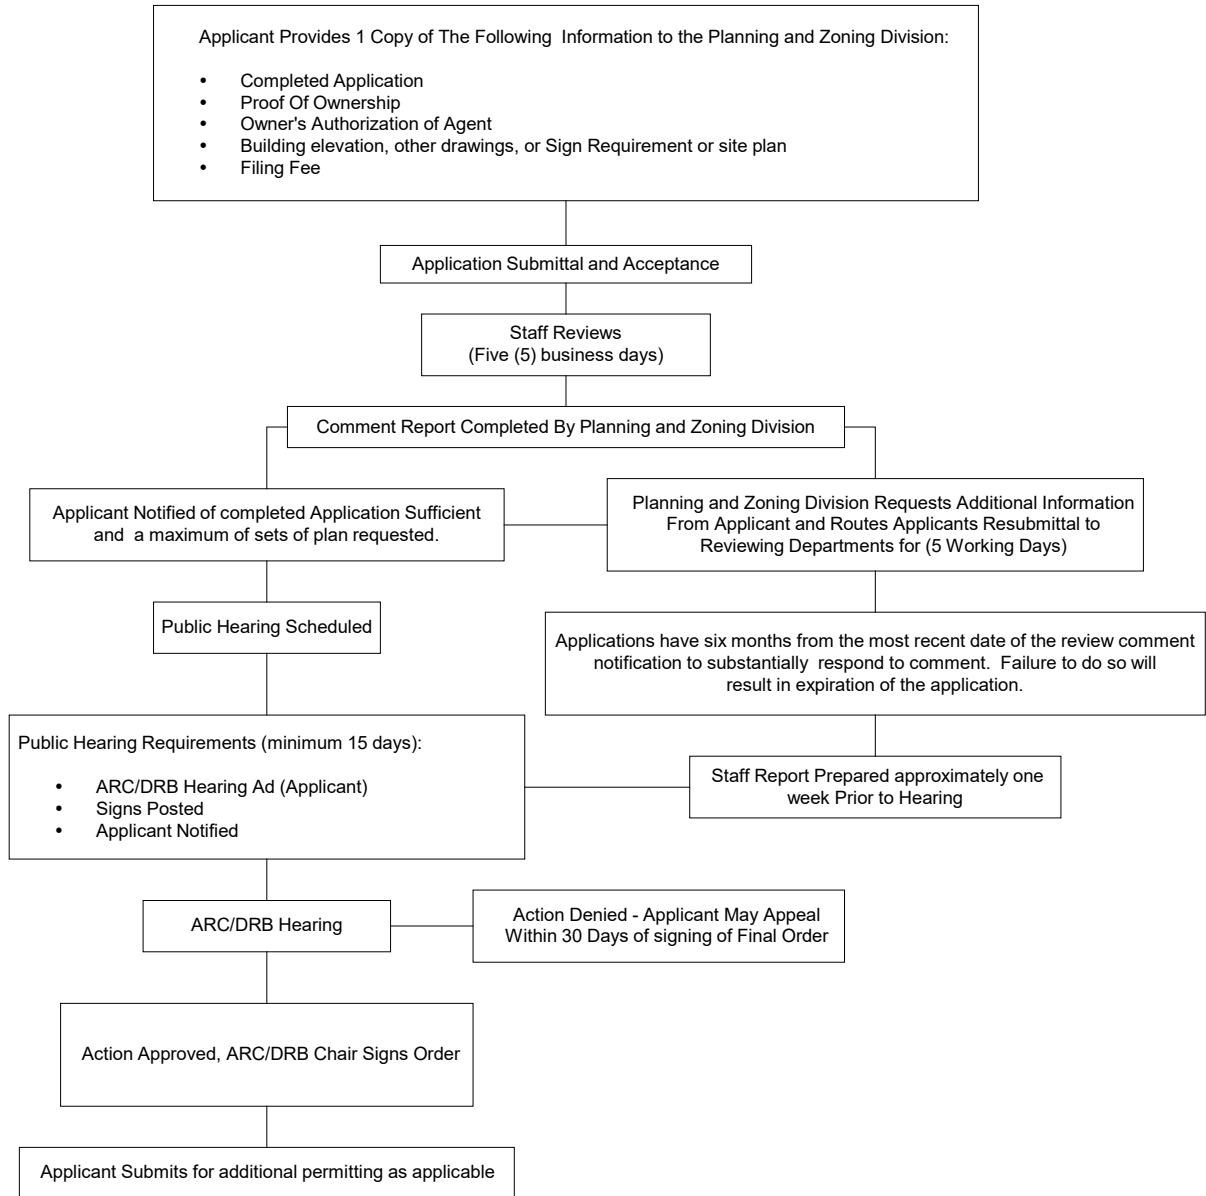 Applicant Provides 1 Copy of The Following  Information to the Planning and Zoning Division:
• Completed Application
• Proof Of Ownership
• Owner's Authorization of Agent
• Building elevation, other drawings, or Sign Requirement or site plan
• Filing Fee
Application Submittal and Acceptance
Staff Reviews
(Five (5) business days)
Comment Report Completed By Planning and Zoning Division
Applicant Notified of completed Application Sufficient
and  a maximum of sets of plan requested.
Planning and Zoning Division Requests Additional Information
From Applicant and Routes Applicants Resubmittal to
Reviewing Departments for (5 Working Days)
Public Hearing Scheduled
Applications have six months from the most recent date of the review comment
notification to substantially  respond to comment.  Failure to do so will
result in expiration of the application.
Public Hearing Requirements (minimum 15 days):
• ARC/DRB Hearing Ad (Applicant)
• Signs Posted
• Applicant Notified
Staff Report Prepared approximately one
week Prior to Hearing
ARC/DRB Hearing
Action Denied - Applicant May Appeal
Within 30 Days of signing of Final Order
Action Approved, ARC/DRB Chair Signs Order
Applicant Submits for additional permitting as applicable